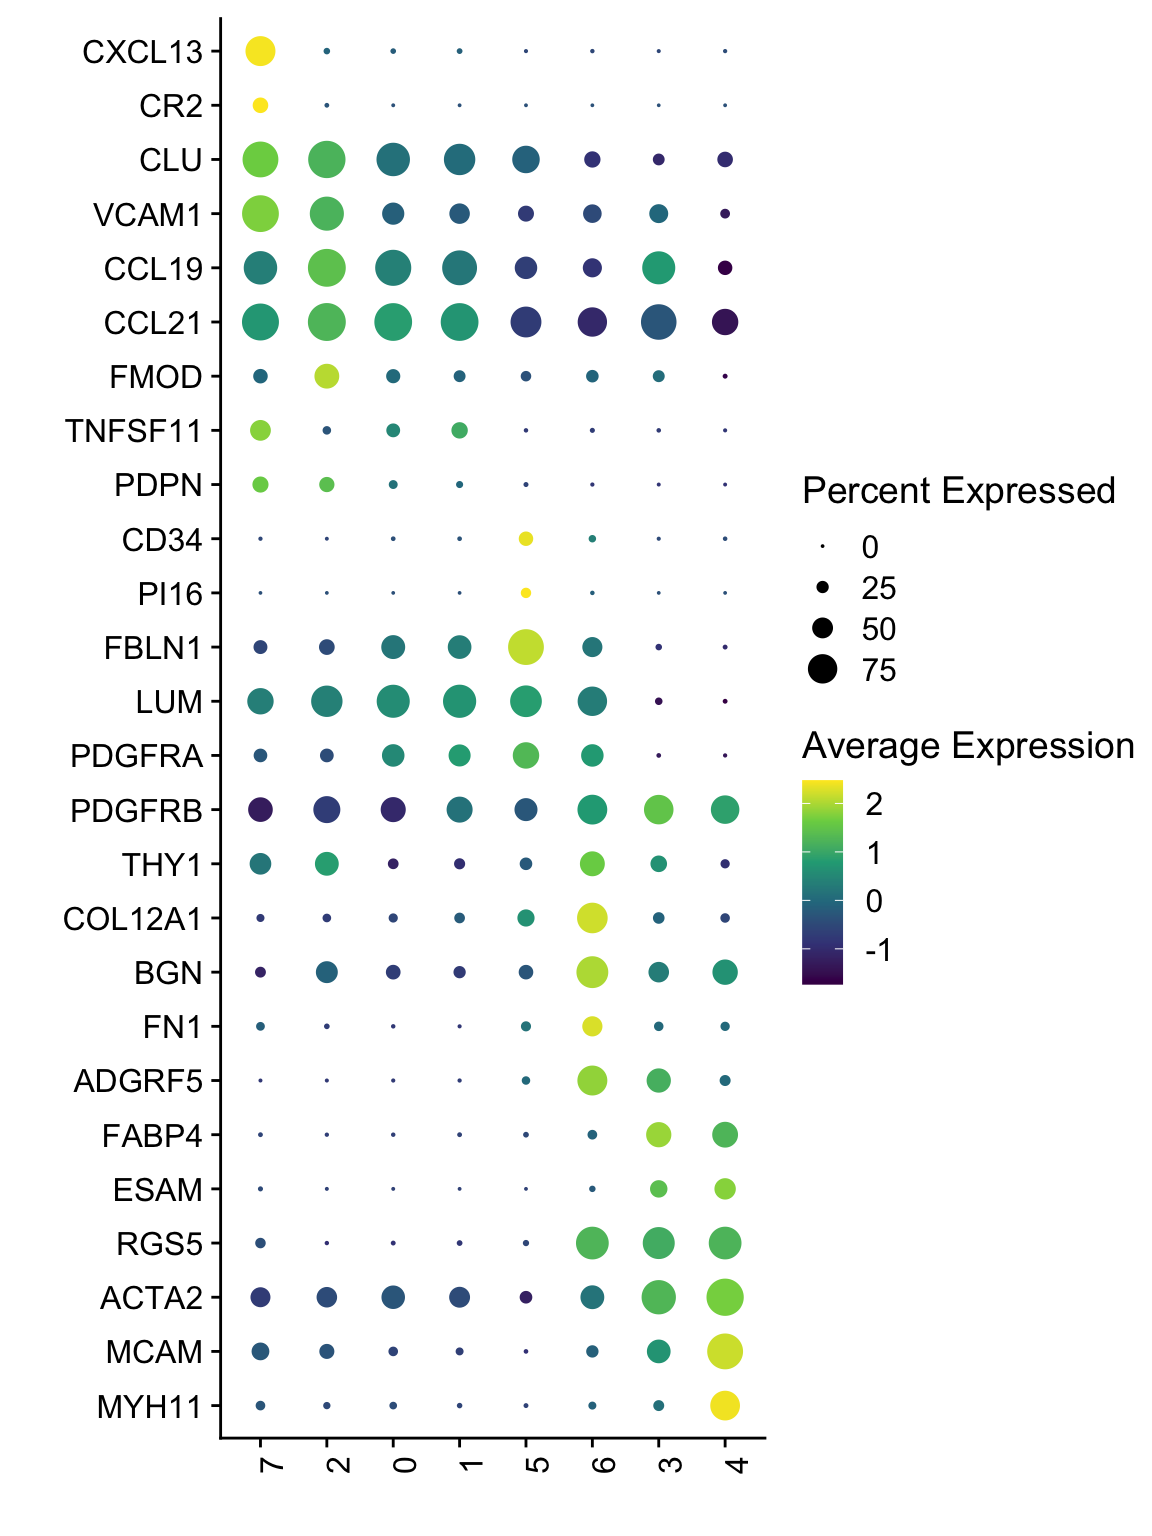 CXCL13
CR2
CLU
VCAM1
CCL19
CCL21
FMOD
TNFSF11
PDPN
CD34
PI16
FBLN1
LUM
PDGFRA
PDGFRB
THY1
COL12A1
BGN
FN1
ADGRF5
FABP4
ESAM
RGS5
ACTA2
MCAM
MYH11
7 2 0 1 5 6 3 4
Percent Expressed
0
25
50
75
Average Expression
2
1
0
-1